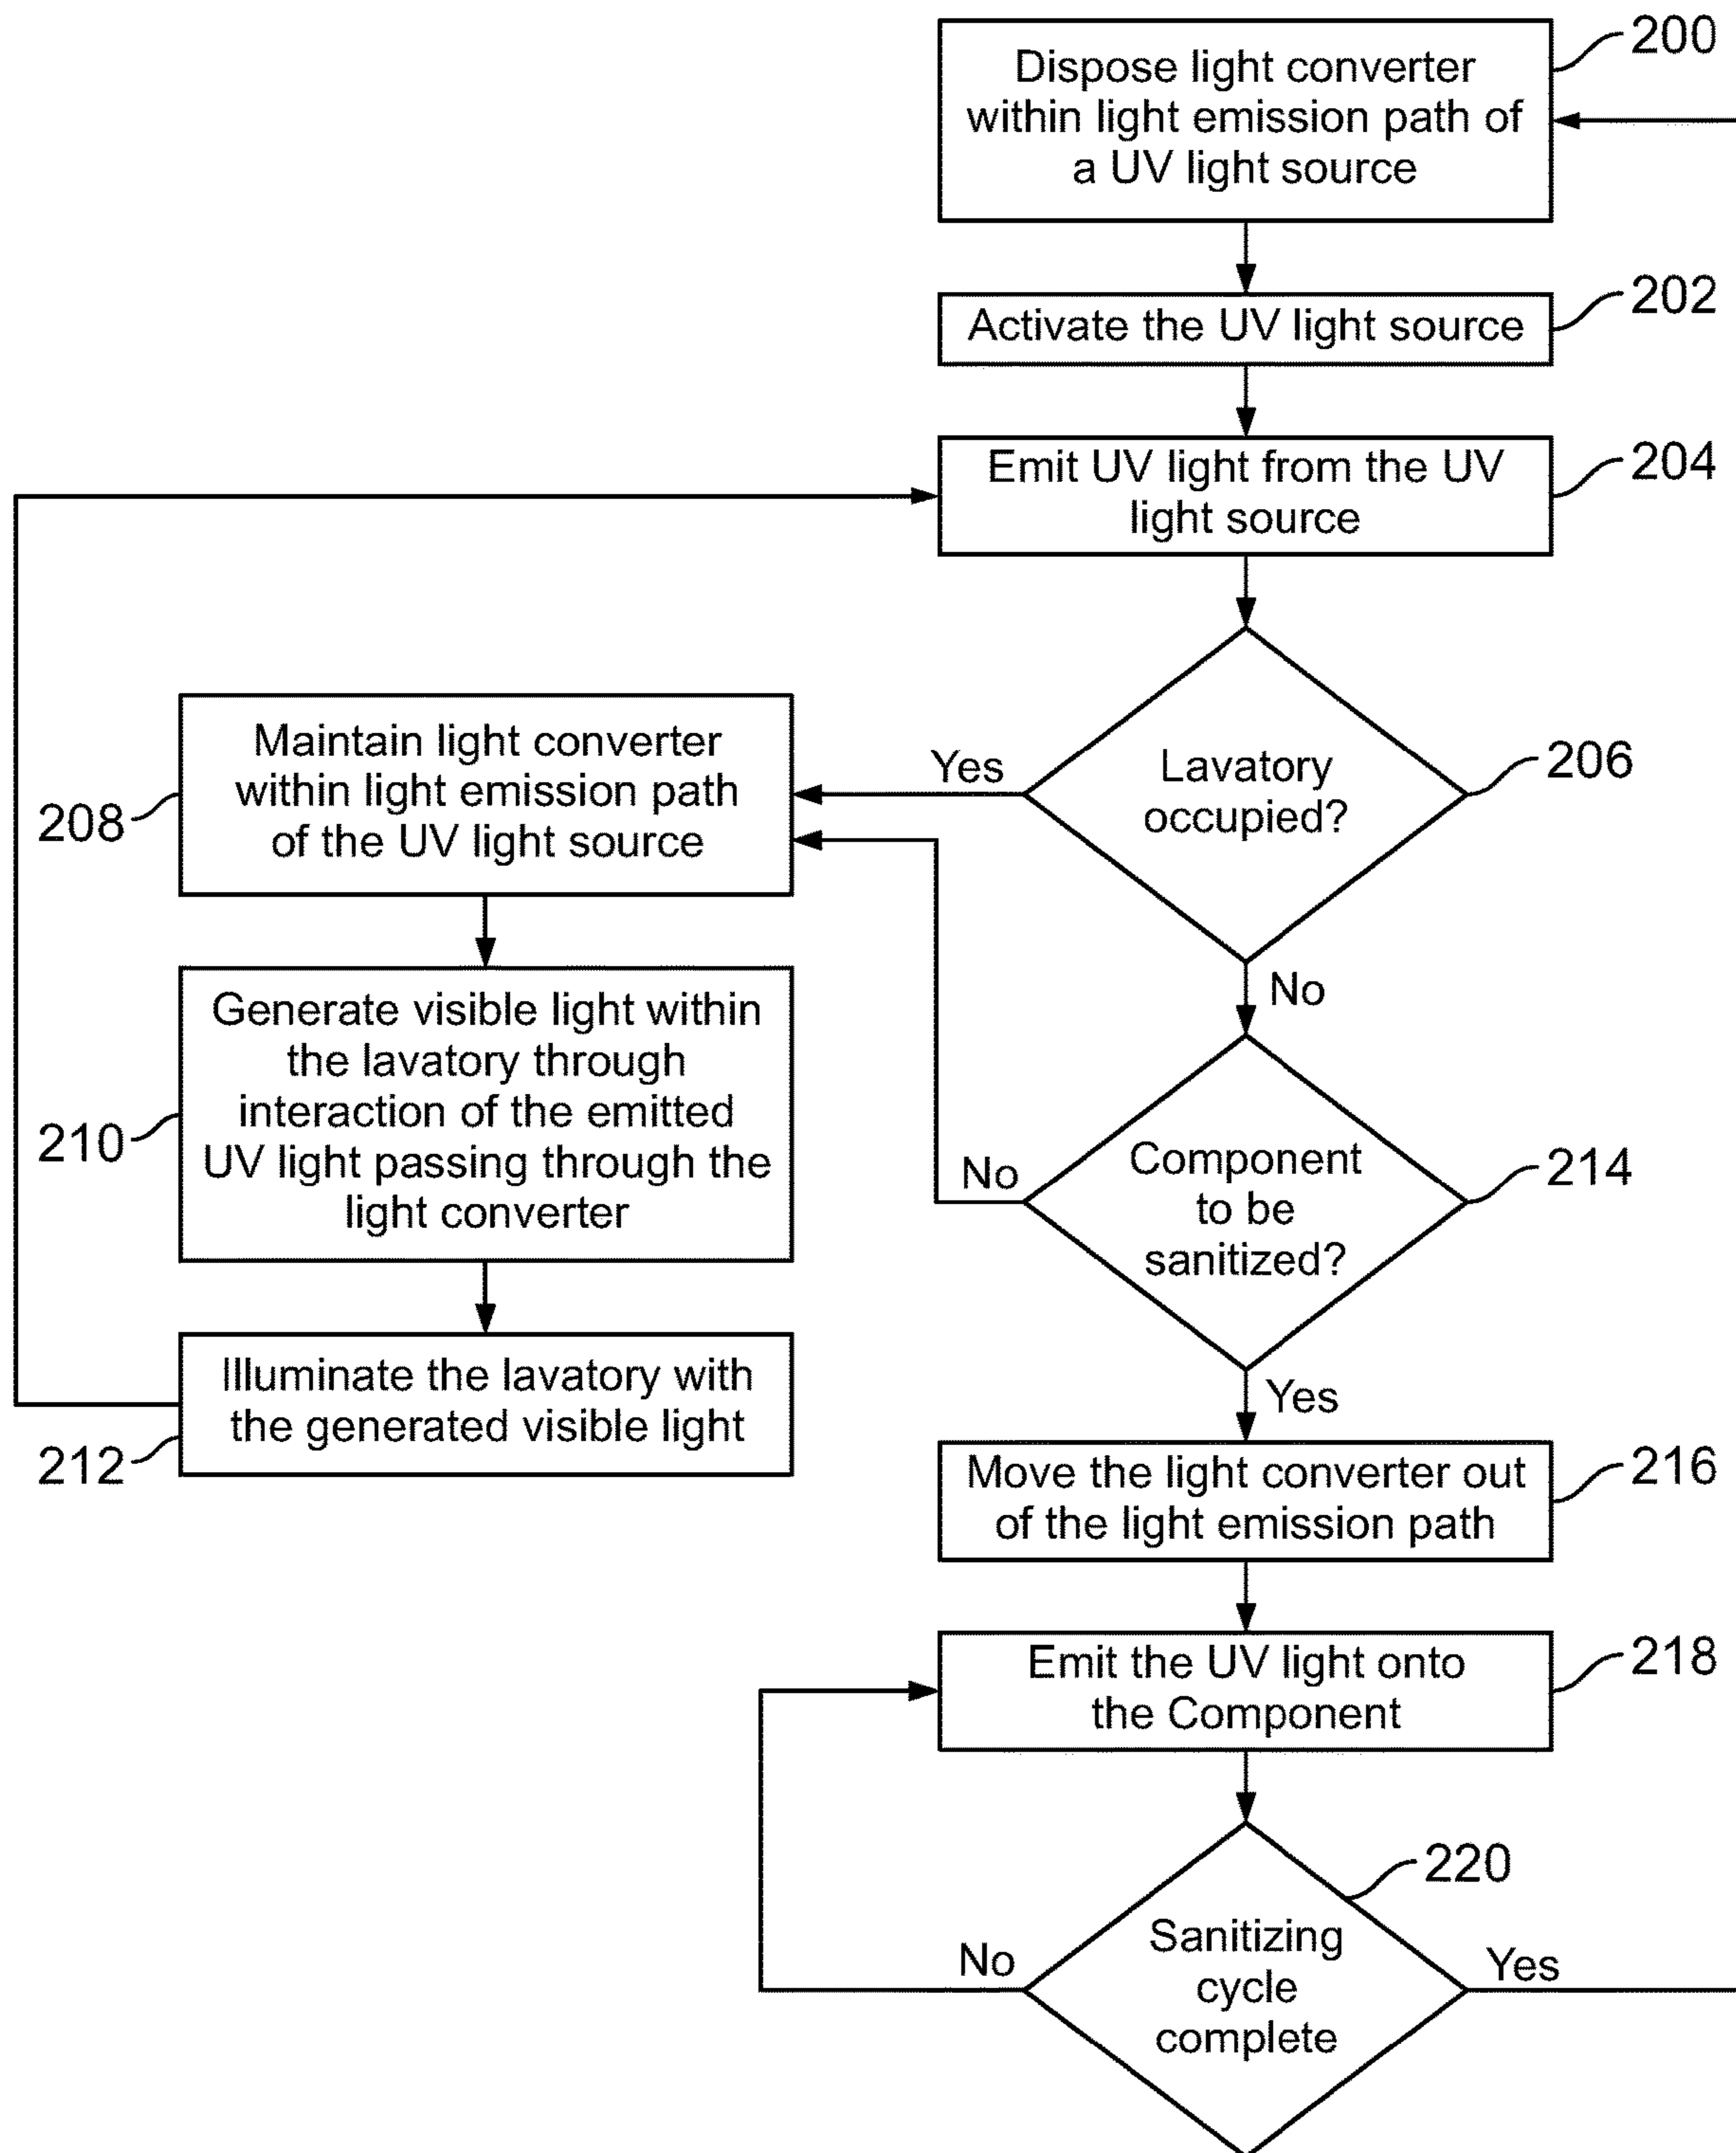 200
Dispose light converter
within light emission path of
a UV light source
202
Activate the UV light source
204
Emit UV light from the UV
light source
206
Lavatory
occupied?
Yes
No
208
Maintain light converter
within light emission path
of the UV light source
210
Generate visible light within
the lavatory through
interaction of the emitted
UV light passing through the
light converter
212
Illuminate the lavatory with
the generated visible light
214
Component
to be
sanitized?
No
Yes
216
Move the light converter out
of the light emission path
218
Emit the UV light onto
the Component
220
Sanitizing
cycle
complete
No
Yes